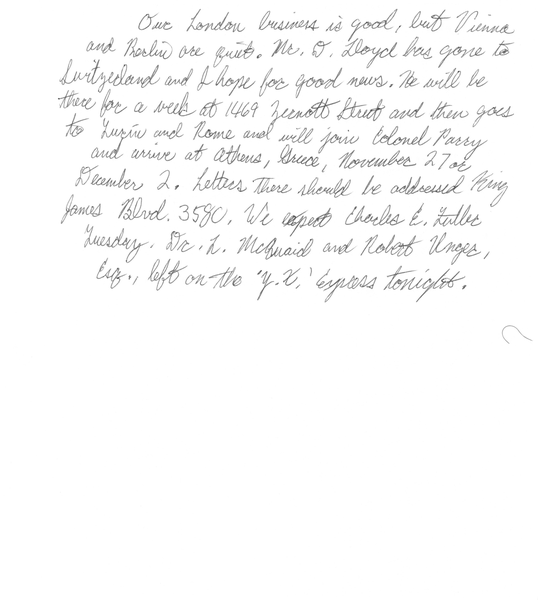 Our London business is good, but Vienna
and Berlin are quiet. Mr. D. Lloyd has gone to
Switzerland and I hope for good news. He will be
there for a week at 1469 Zermott Street and then goes
to Turin and Rome and will join Colonel Parry
and arrive at Athens, Greece, November 27 or
December 2. Letters there should be addressed King
James Blvd. 3580. We expect Charles E. Fuller
Tuesday. Dr. L. McQuaid and Robert Unger,
Esq., left on the 'Y.X.' Express tonight.